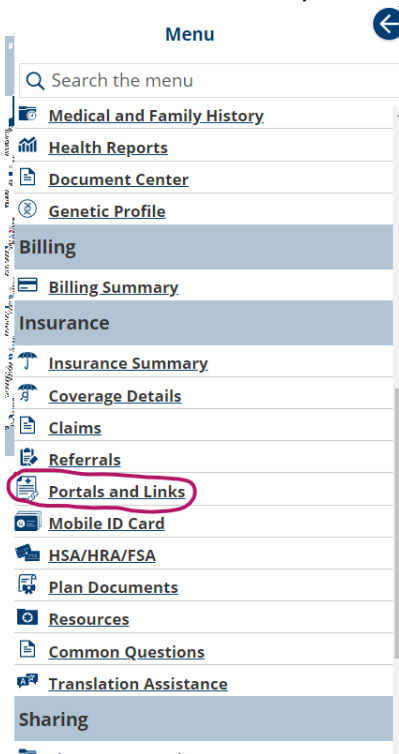 Menu
Search the menu
Medical and Family History
Health Reports
Document Center
Genetic Profile
Billing
Billing Summary
Insurance
Insurance Summary
Coverage Details
Claims
Referrals
Portals and Links
Mobile ID Card
HSA/HRA/FSA
Plan Documents
Resources
Common Questions
Translation Assistance
Sharing